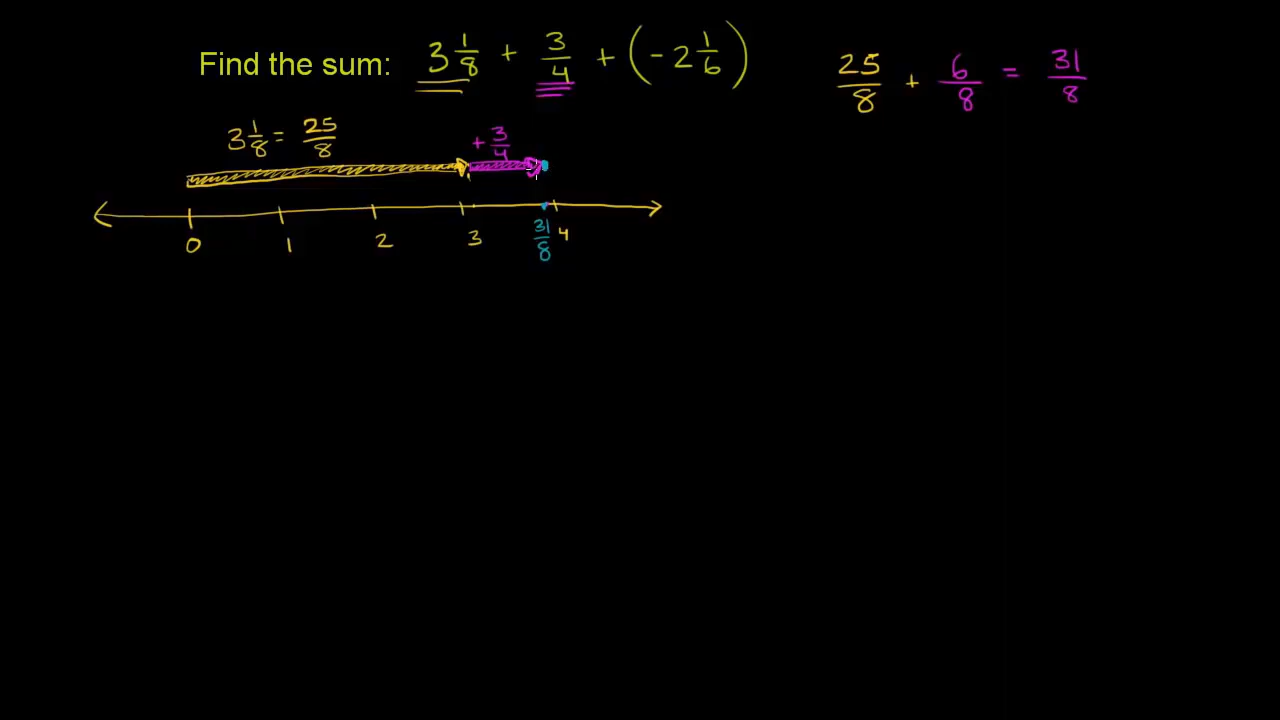 Find the sum: 3 1/8 + 3/4 + (-2 1/6)
25/8 + 6/8 = 31/8
3 1/8 = 25/8
+ 3/4
0 1 2 3 31/8 4